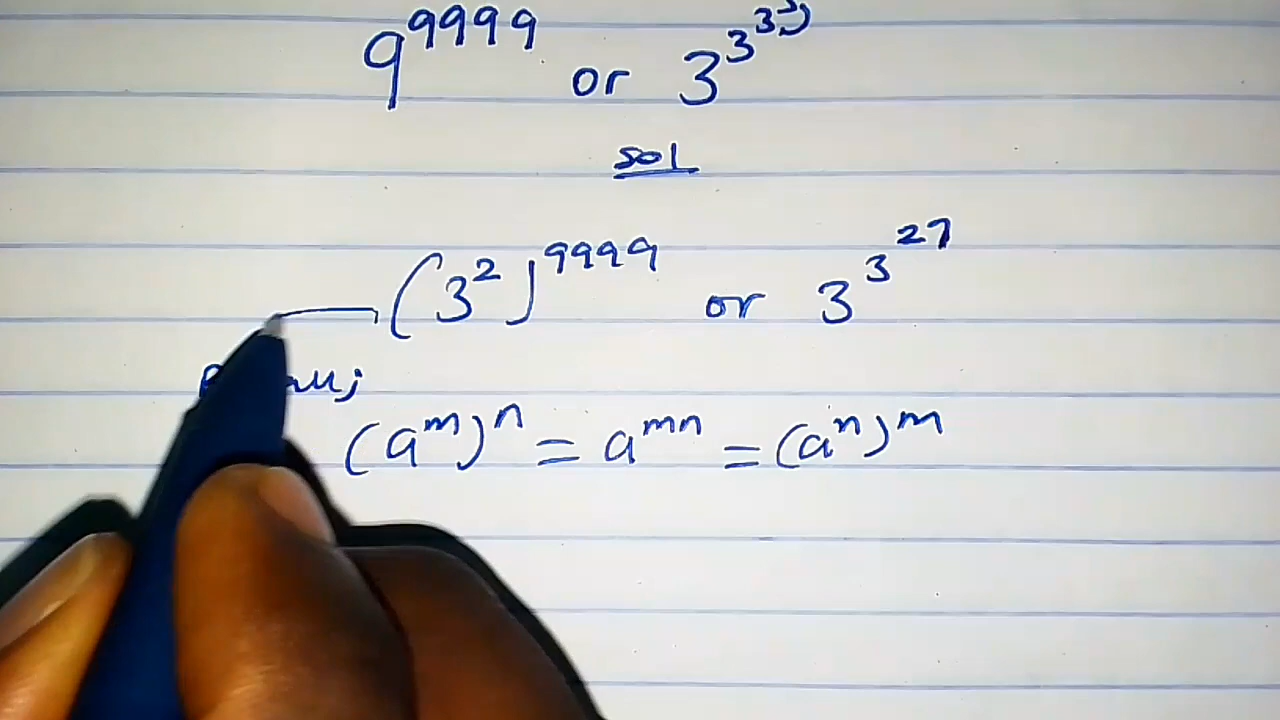 9^9999 or 3^3^3^3
sol
(3^2)^9999 or 3^3^27
(a^m)^n = a^mn = (a^n)^m